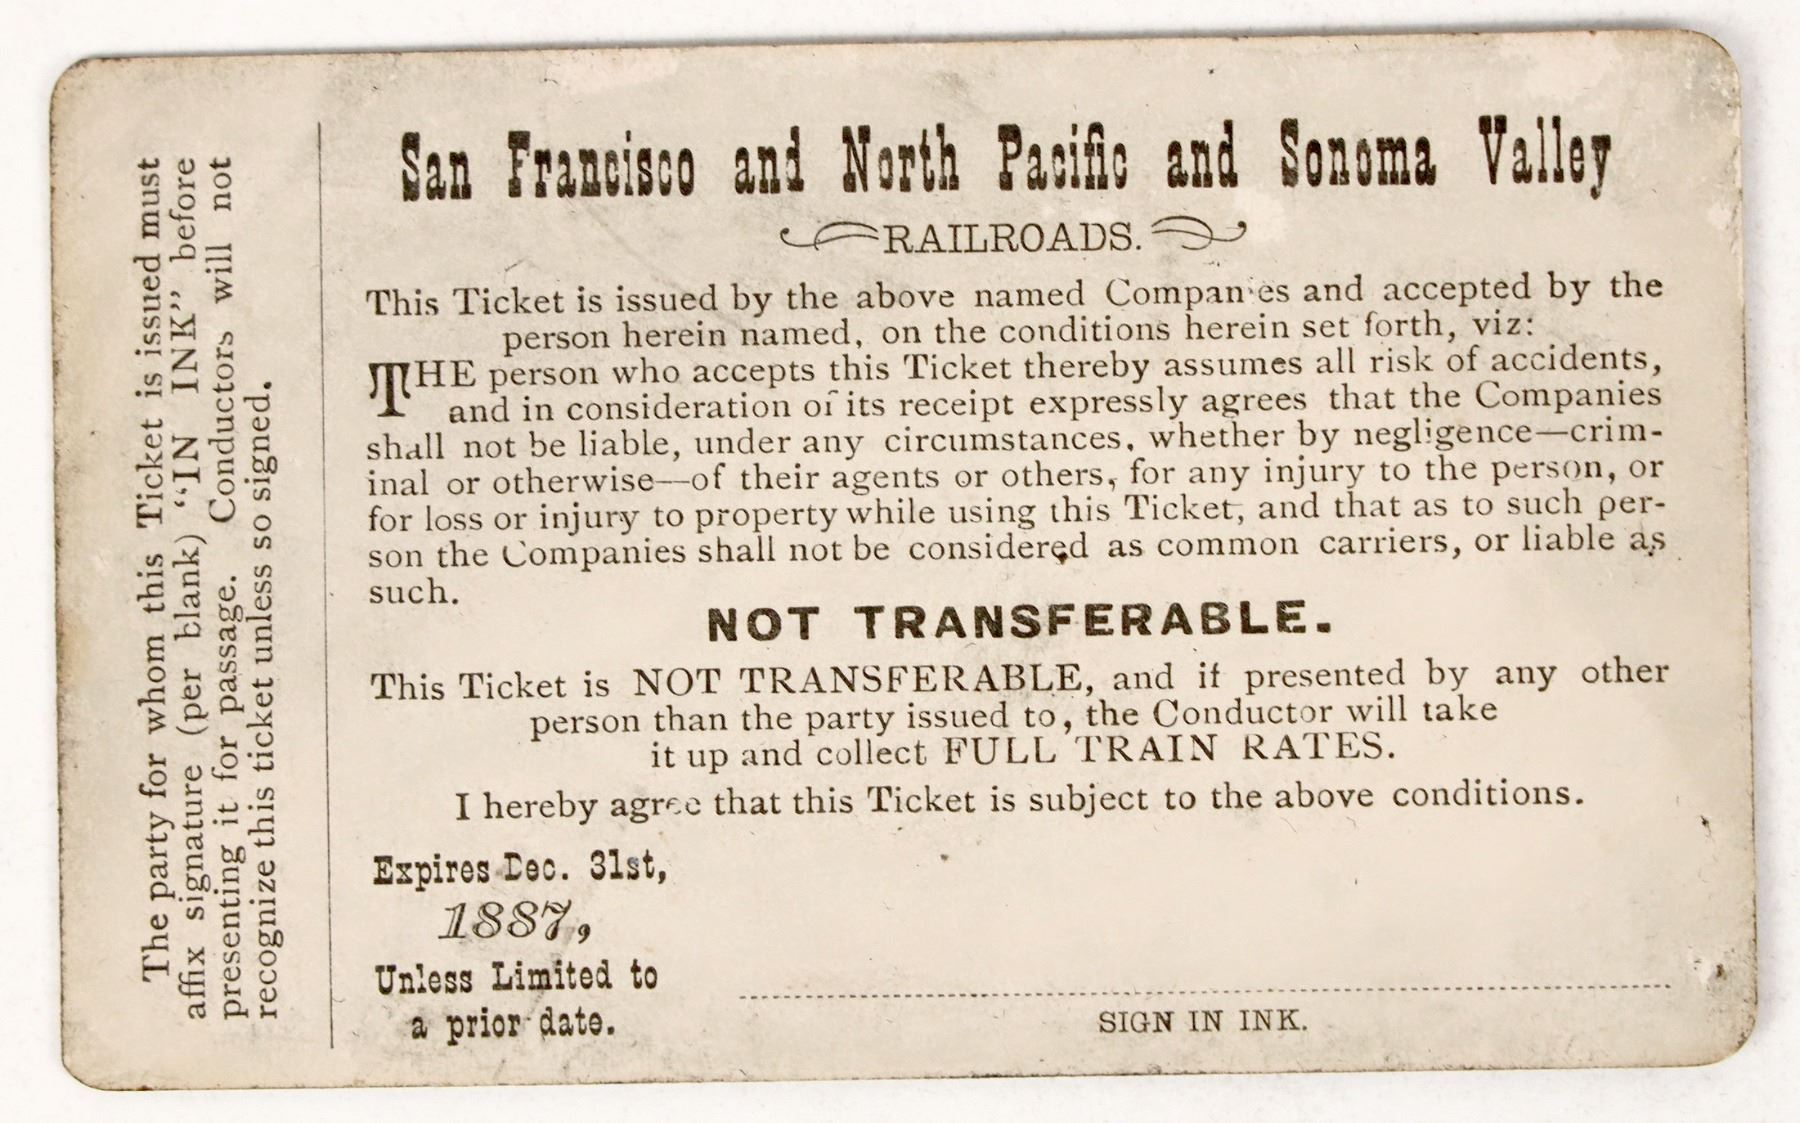 The party for whom this Ticket is issued must
affix signature (per blank) “IN INK” before
presenting it for passage. Conductors will not
recognize this ticket unless so signed.
San Francisco and North Pacific and Sonoma Valley
RAILROADS.
This Ticket is issued by the above named Companies and accepted by the
person herein named, on the conditions herein set forth, viz:
THE person who accepts this Ticket thereby assumes all risk of accidents,
and in consideration of its receipt expressly agrees that the Companies
shall not be liable, under any circumstances, whether by negligence—crim-
inal or otherwise—of their agents or others, for any injury to the person, or
for loss or injury to property while using this Ticket, and that as to such per-
son the Companies shall not be considered as common carriers, or liable as
such.
NOT TRANSFERABLE.
This Ticket is NOT TRANSFERABLE, and if presented by any other
person than the party issued to, the Conductor will take
it up and collect FULL TRAIN RATES.
I hereby agree that this Ticket is subject to the above conditions.
Expires Dec. 31st,
1887,
Unless Limited to
a prior date.
SIGN IN INK.